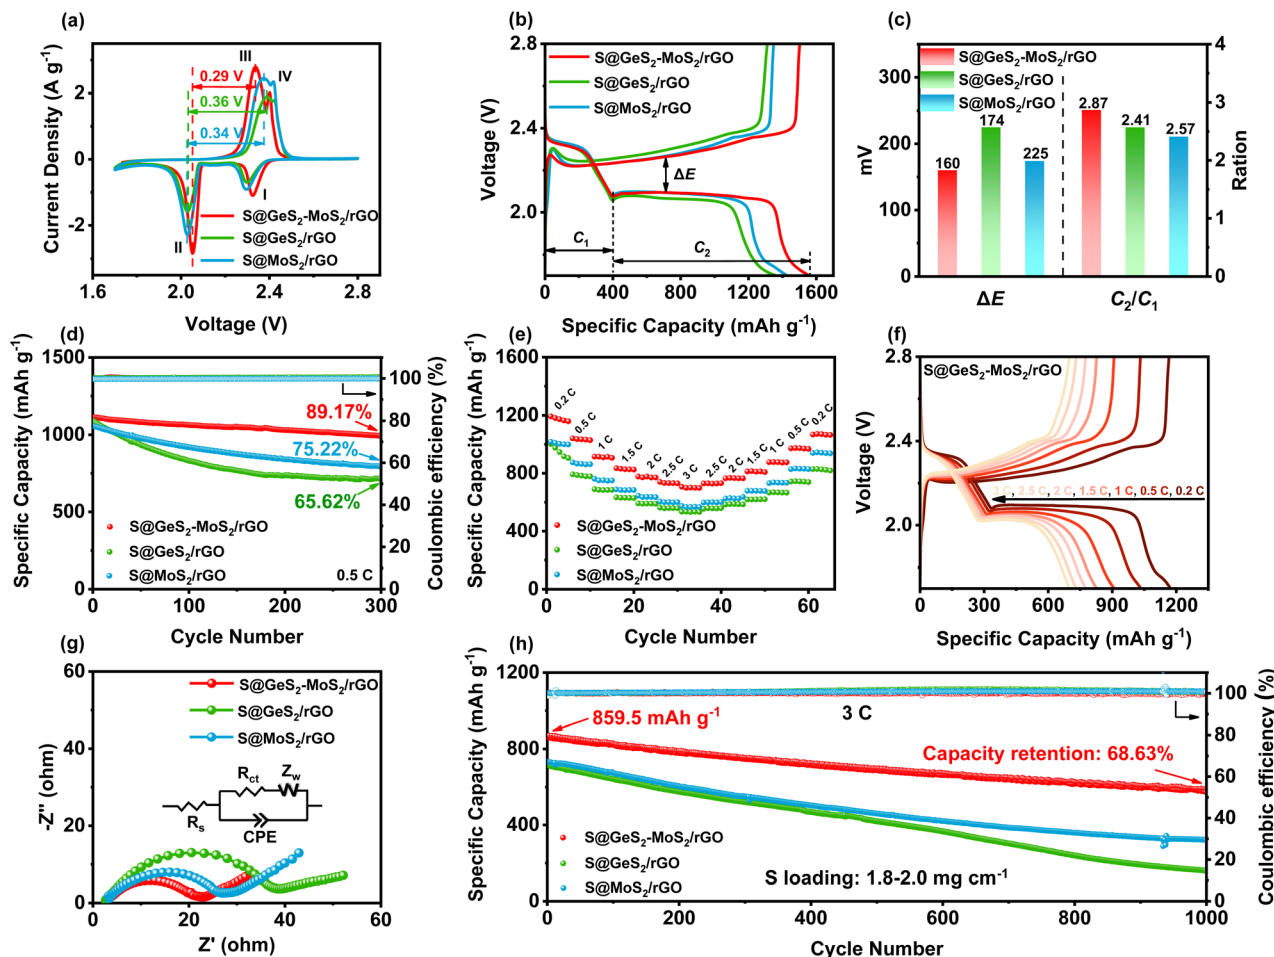 (a)
Current Density (A g⁻¹)
2
0
-2
III
IV
0.29 V
0.36 V
0.34 V
I
II
S@GeS₂-MoS₂/rGO
S@GeS₂/rGO
S@MoS₂/rGO
1.6 2.0 2.4 2.8
Voltage (V)
(b)
Voltage (V)
2.8
2.4
2.0
S@GeS₂-MoS₂/rGO
S@GeS₂/rGO
S@MoS₂/rGO
ΔE
C₁
C₂
0 400 800 1200 1600
Specific Capacity (mAh g⁻¹)
(c)
mV
300
200
100
0
S@GeS₂-MoS₂/rGO
S@GeS₂/rGO
S@MoS₂/rGO
160
174
225
2.87
2.41
2.57
4
3
2
1
0
Ration
ΔE
C₂/C₁
(d)
Specific Capacity (mAh g⁻¹)
1500
1000
500
0
89.17%
75.22%
65.62%
S@GeS₂-MoS₂/rGO
S@GeS₂/rGO
S@MoS₂/rGO
0.5 C
100
80
60
40
20
0
Coulombic efficiency (%)
0 100 200 300
Cycle Number
(e)
Specific Capacity (mAh g⁻¹)
1600
1200
800
400
0
0.2 C
0.5 C
1 C
1.5 C
2 C
2.5 C
3 C
2.5 C
2 C
1.5 C
1 C
0.5 C
0.2 C
S@GeS₂-MoS₂/rGO
S@GeS₂/rGO
S@MoS₂/rGO
0 20 40 60
Cycle Number
(f)
Voltage (V)
2.8
2.4
2.0
S@GeS₂-MoS₂/rGO
C, 2.5 C, 2 C, 1.5 C, 1 C, 0.5 C, 0.2 C
0 300 600 900 1200
Specific Capacity (mAh g⁻¹)
(g)
-Z'' (ohm)
60
40
20
0
S@GeS₂-MoS₂/rGO
S@GeS₂/rGO
S@MoS₂/rGO
Rct
Zw
Rs
CPE
0 20 40 60
Z' (ohm)
(h)
Specific Capacity (mAh g⁻¹)
1200
800
400
0
859.5 mAh g⁻¹
3 C
Capacity retention: 68.63%
S@GeS₂-MoS₂/rGO
S@GeS₂/rGO
S@MoS₂/rGO
S loading: 1.8-2.0 mg cm⁻¹
100
80
60
40
20
0
Coulombic efficiency (%)
0 200 400 600 800 1000
Cycle Number